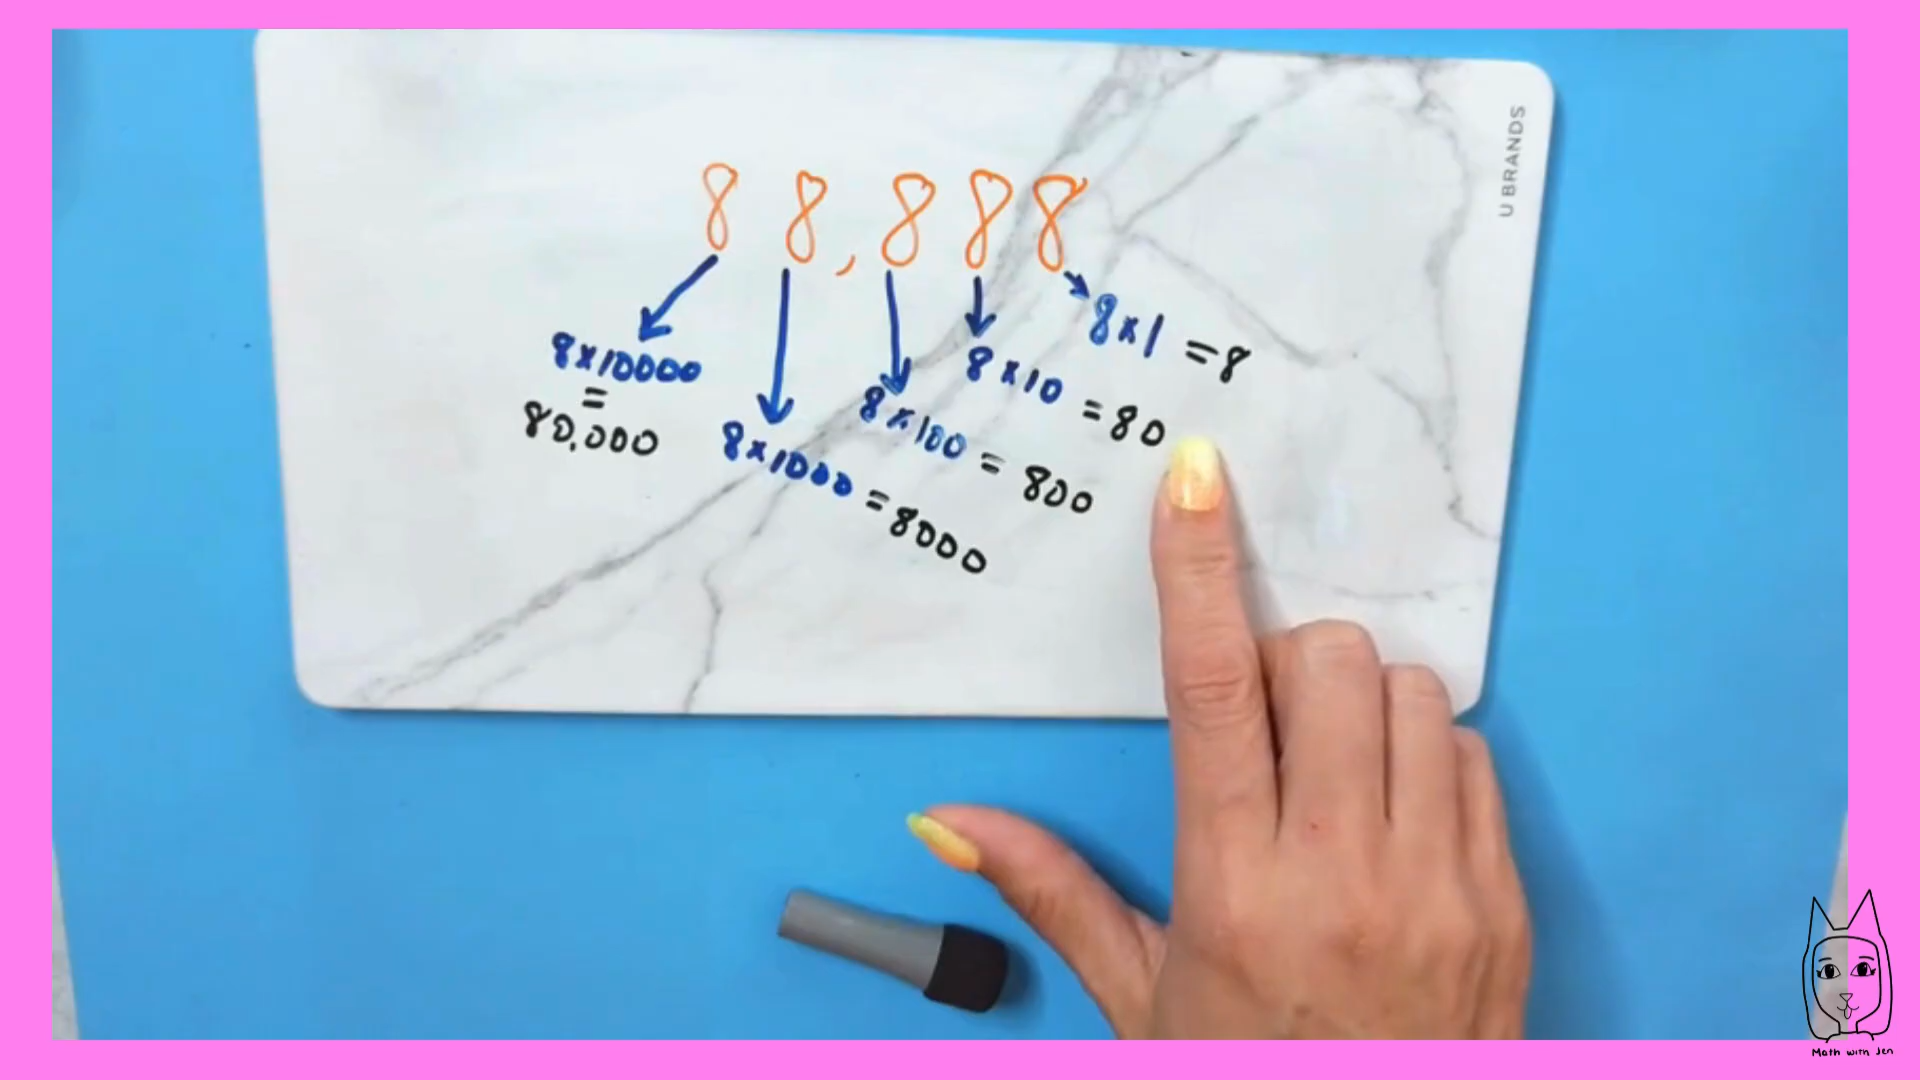 88,888
8x10000
=
80,000
8x1000 = 8000
8x100 = 800
8x10 = 80
8x1 = 8
U BRANDS
Math with Jen